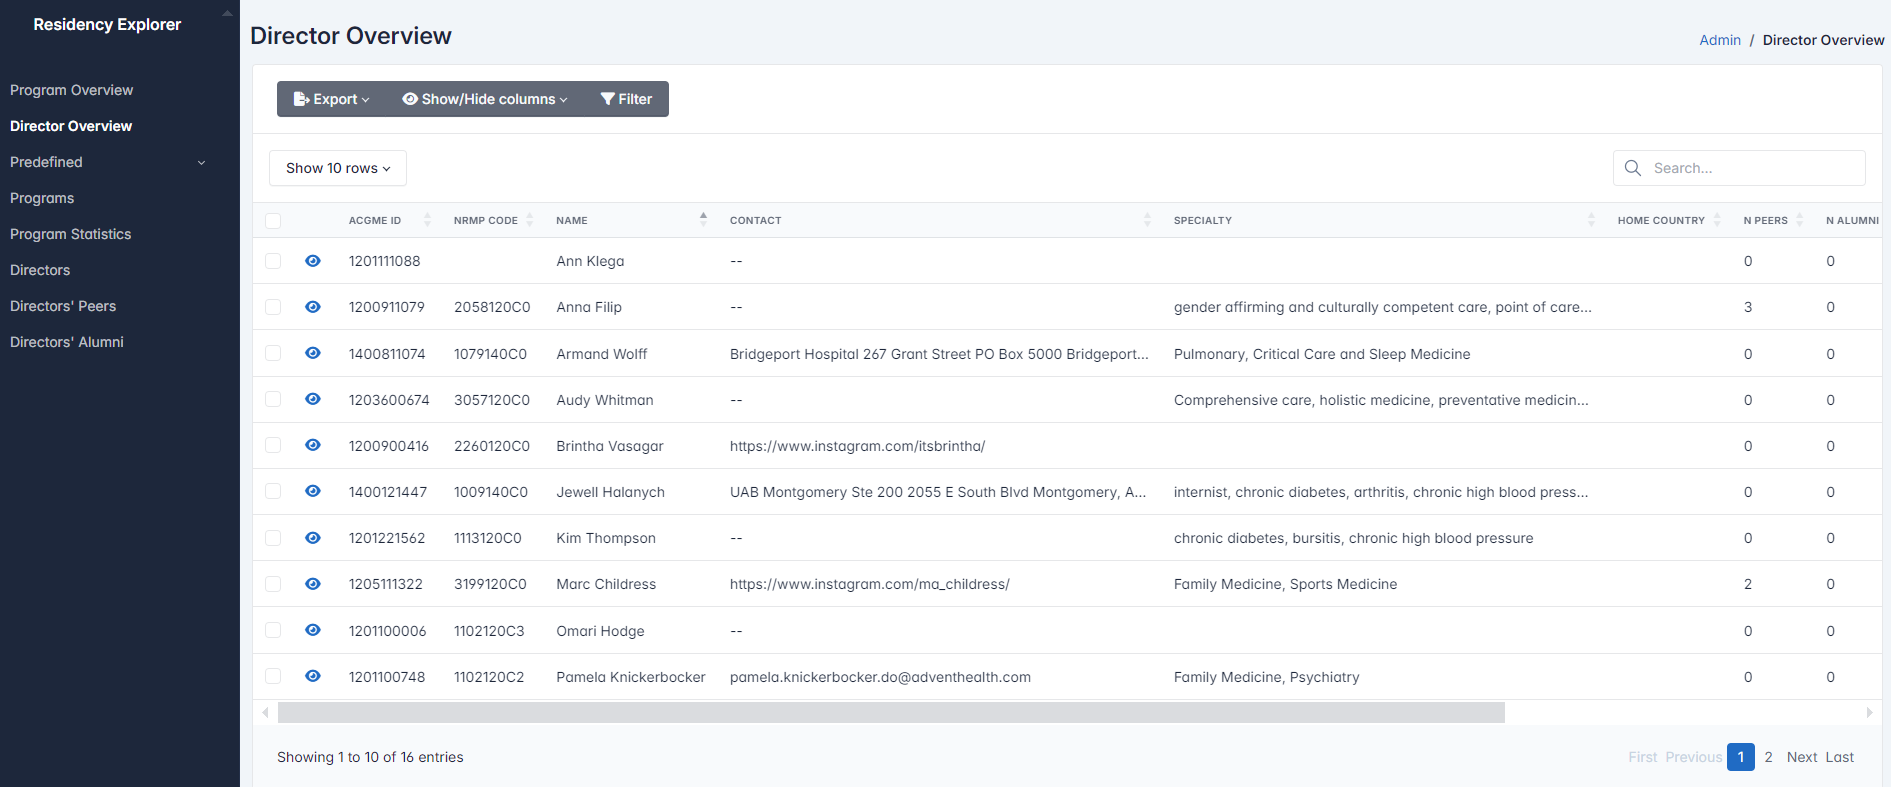 Residency Explorer
Program Overview
Director Overview
Predefined
Programs
Program Statistics
Directors
Directors' Peers
Directors' Alumni
Director Overview
Admin / Director Overview
Export Show/Hide columns Filter
Show 10 rows
Search...
ACGME ID NRMP CODE NAME CONTACT SPECIALTY HOME COUNTRY N PEERS N ALUMNI
1201111088 Ann Klega -- 0 0
1200911079 2058120C0 Anna Filip -- gender affirming and culturally competent care, point of care... 3 0
1400811074 1079140C0 Armand Wolff Bridgeport Hospital 267 Grant Street PO Box 5000 Bridgeport... Pulmonary, Critical Care and Sleep Medicine 0 0
1203600674 3057120C0 Audy Whitman -- Comprehensive care, holistic medicine, preventative medicin... 0 0
1200900416 2260120C0 Brintha Vasagar https://www.instagram.com/itsbrintha/ 0 0
1400121447 1009140C0 Jewell Halanych UAB Montgomery Ste 200 2055 E South Blvd Montgomery, A... internist, chronic diabetes, arthritis, chronic high blood press... 0 0
1201221562 1113120C0 Kim Thompson -- chronic diabetes, bursitis, chronic high blood pressure 0 0
1205111322 3199120C0 Marc Childress https://www.instagram.com/ma_childress/ Family Medicine, Sports Medicine 2 0
1201100006 1102120C3 Omari Hodge -- 0 0
1201100748 1102120C2 Pamela Knickerbocker pamela.knickerbocker.do@adventhealth.com Family Medicine, Psychiatry 0 0
Showing 1 to 10 of 16 entries
First Previous 1 2 Next Last